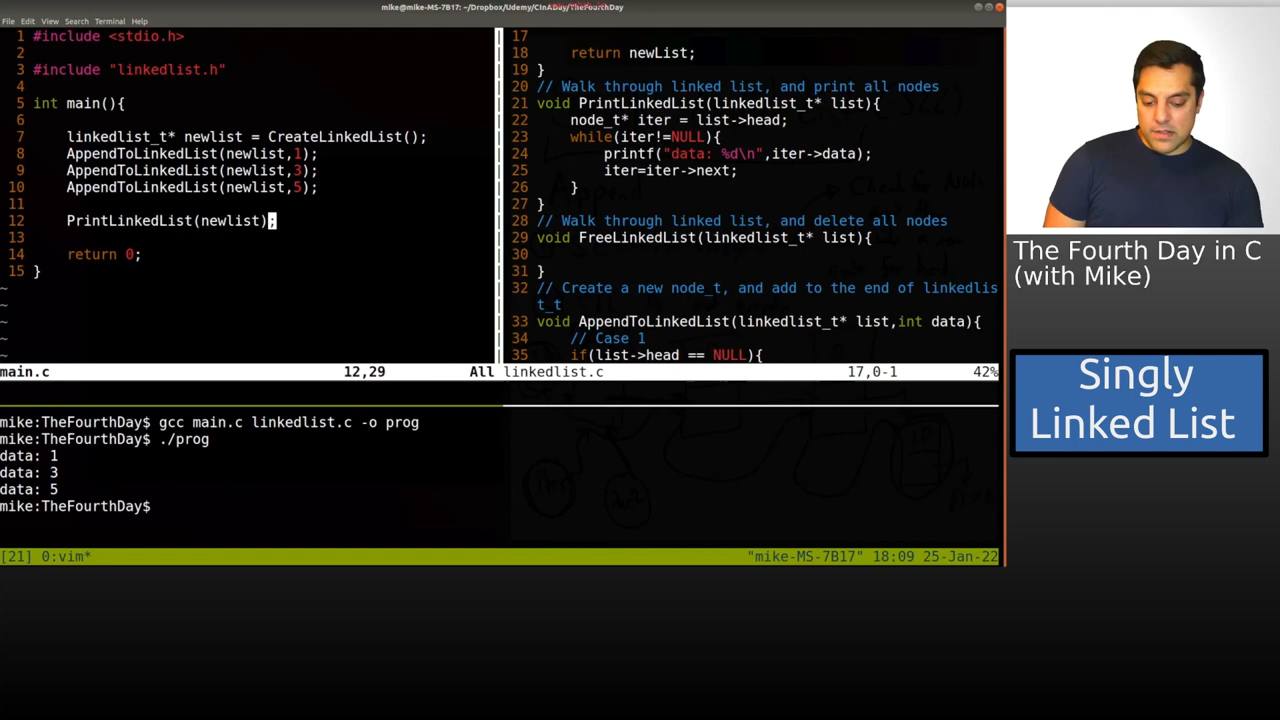 mike@mike-MS-7B17: ~/Dropbox/Udemy/CInADay/TheFourthDay
File Edit View Search Terminal Help
1 #include <stdio.h>
2
3 #include "linkedlist.h"
4
5 int main(){
6
7 linkedlist_t* newlist = CreateLinkedList();
8 AppendToLinkedList(newlist,1);
9 AppendToLinkedList(newlist,3);
10 AppendToLinkedList(newlist,5);
11
12 PrintLinkedList(newlist);
13
14 return 0;
15 }
~
~
~
~
~
main.c 12,29 All
17
18 return newList;
19 }
20 // Walk through linked list, and print all nodes
21 void PrintLinkedList(linkedlist_t* list){
22 node_t* iter = list->head;
23 while(iter!=NULL){
24 printf("data: %d\n",iter->data);
25 iter=iter->next;
26 }
27 }
28 // Walk through linked list, and delete all nodes
29 void FreeLinkedList(linkedlist_t* list){
30
31 }
32 // Create a new node_t, and add to the end of linkedlis
t_t
33 void AppendToLinkedList(linkedlist_t* list,int data){
34 // Case 1
35 if(list->head == NULL){
linkedlist.c 17,0-1 42%
mike:TheFourthDay$ gcc main.c linkedlist.c -o prog
mike:TheFourthDay$ ./prog
data: 1
data: 3
data: 5
mike:TheFourthDay$
[21] 0:vim* "mike-MS-7B17" 18:09 25-Jan-22
The Fourth Day in C
(with Mike)
Singly
Linked List